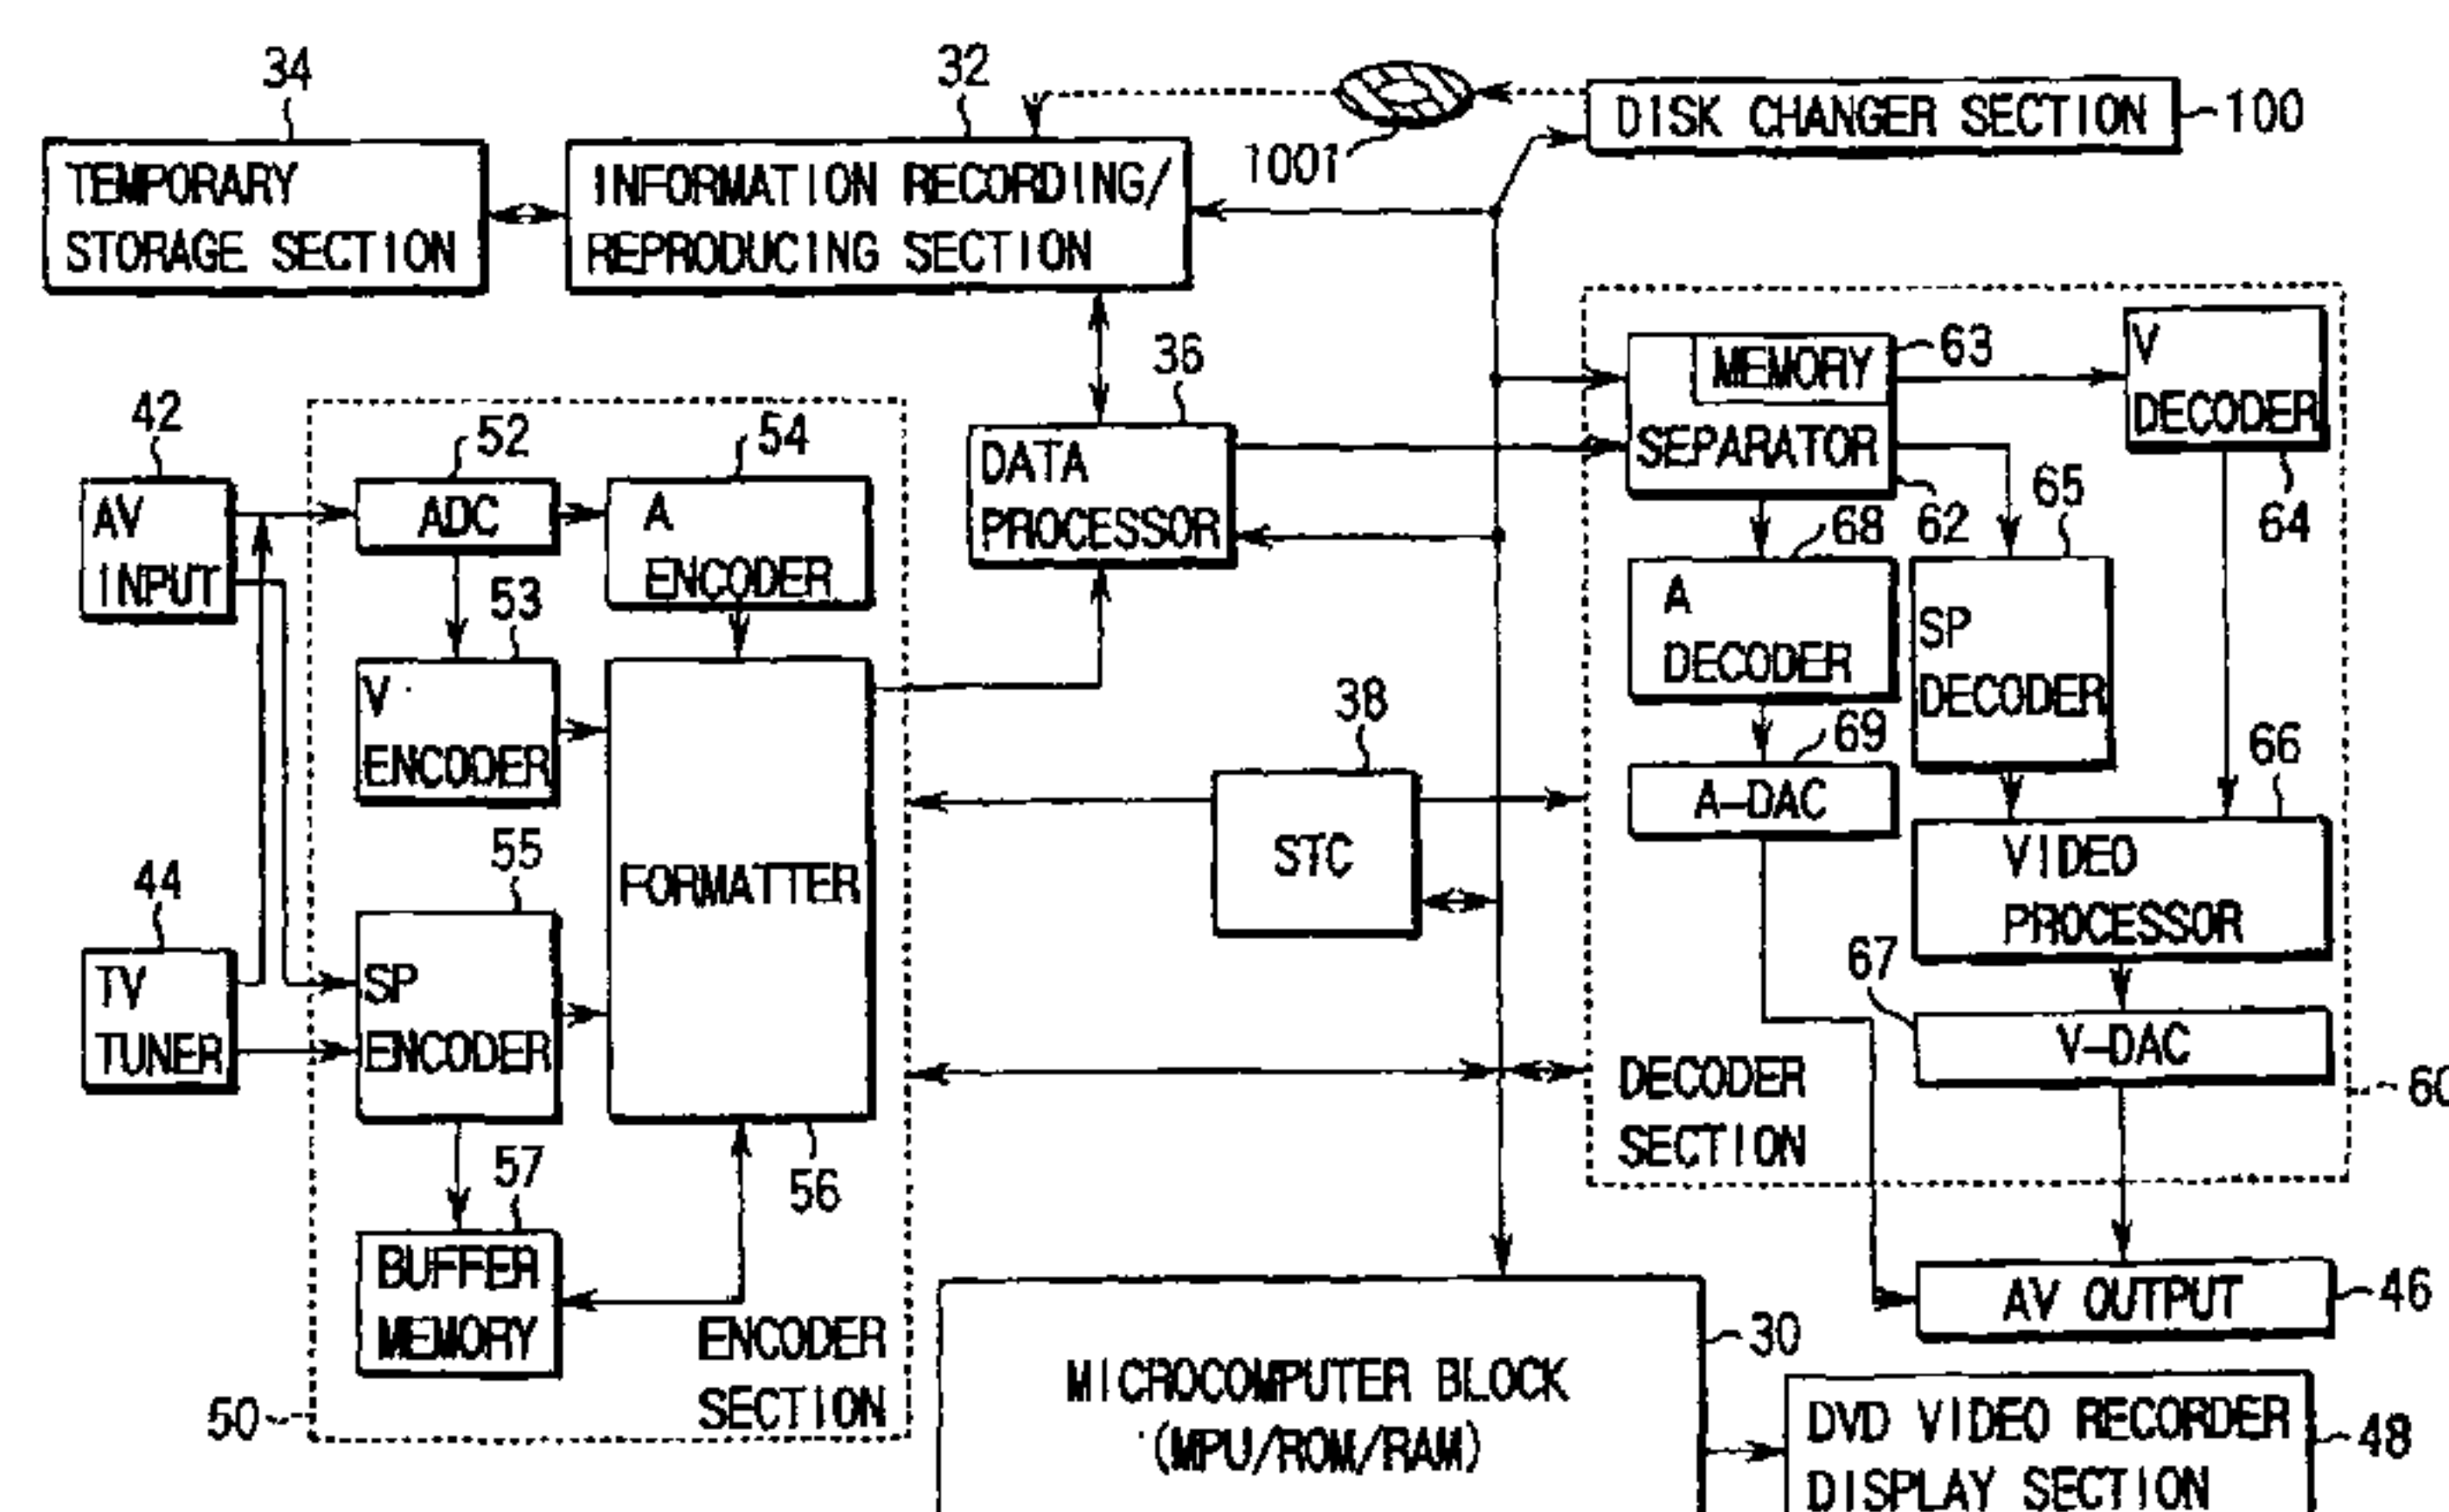 34
32
DISK CHANGER SECTION
100
1001
TEMPORARY
STORAGE SECTION
INFORMATION RECORDING/
REPRODUCING SECTION
36
42
52
54
AV
INPUT
ADC
A
ENCODER
DATA
PROCESSOR
53
V
ENCODER
FORMATTER
44
55
TV
TUNER
SP
ENCODER
57
56
BUFFER
MEMORY
ENCODER
SECTION
50
38
STC
MEMORY
63
SEPARATOR
62
V
DECODER
64
68
65
A
DECODER
SP
DECODER
69
A-DAC
66
VIDEO
PROCESSOR
67
V-DAC
DECODER
SECTION
60
AV OUTPUT
46
MICROCOMPUTER BLOCK
(MPU/ROM/RAM)
30
DVD VIDEO RECORDER
DISPLAY SECTION
48